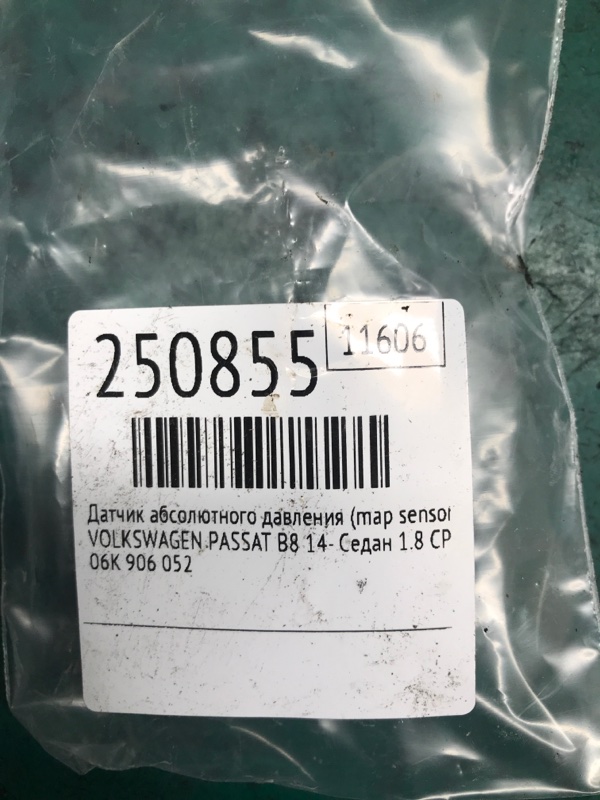 250855
11606
Датчик абсолютного давления (map sensor
VOLKSWAGEN PASSAT B8 14- Седан 1.8 CP
06K 906 052